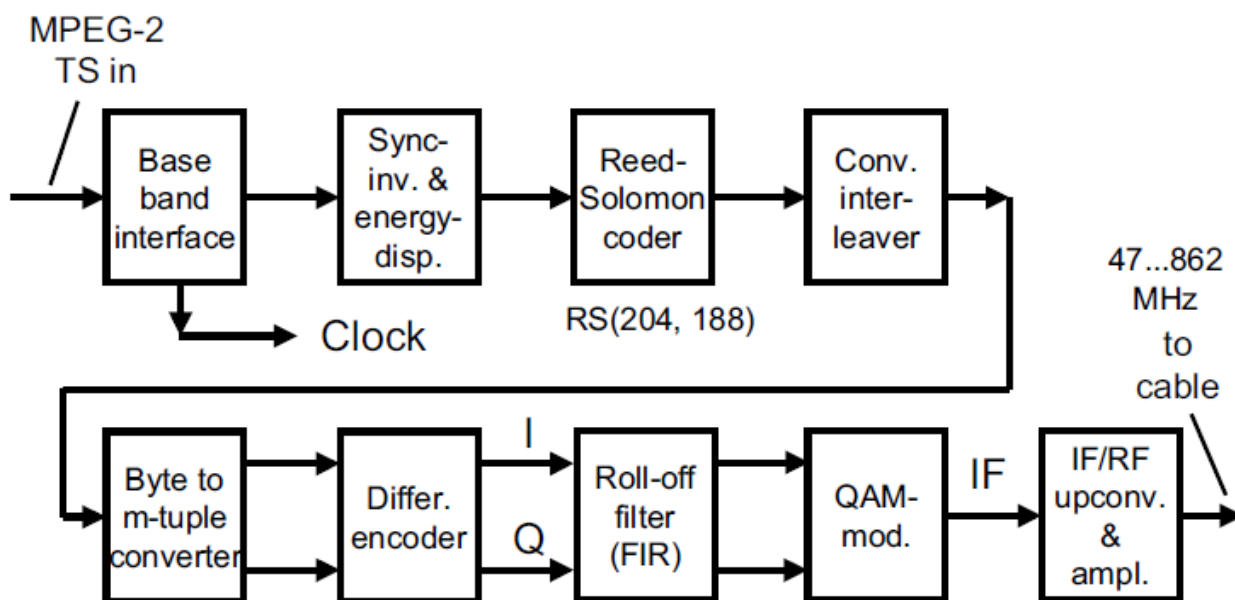 MPEG-2
TS in
Base
band
interface
Sync-
inv. &
energy-
disp.
Reed-
Solomon
coder
Conv.
inter-
leaver
Clock
RS(204, 188)
47...862
MHz
to
cable
Byte to
m-tuple
converter
Differ.
encoder
I
Q
Roll-off
filter
(FIR)
QAM-
mod.
IF
IF/RF
upconv.
&
ampl.